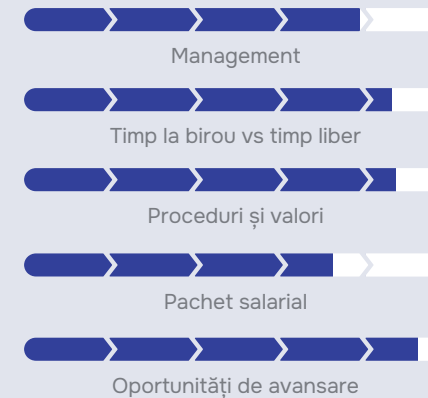 Management
Timp la birou vs timp liber
Proceduri și valori
Pachet salarial
Oportunități de avansare